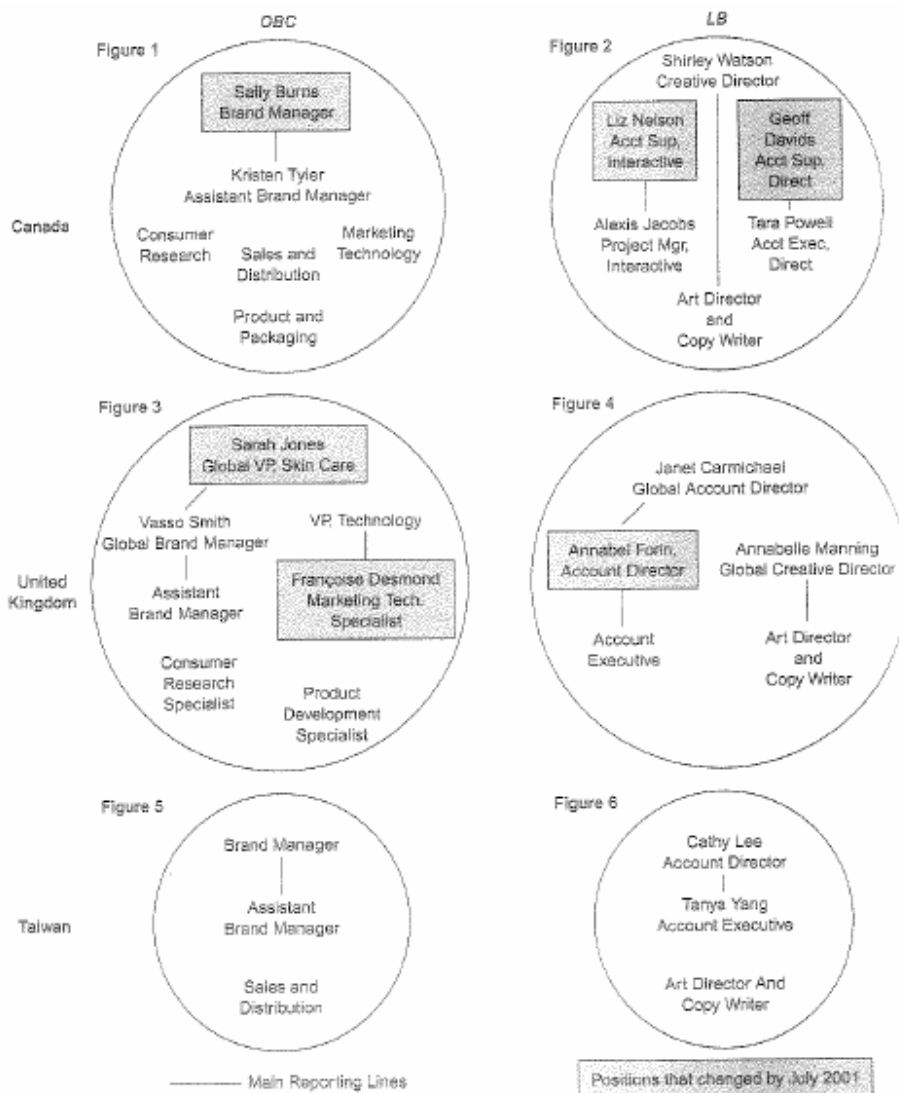 OBC
LB
Figure 1
Sally Burns
Brand Manager
Kristen Tyler
Assistant Brand Manager
Consumer
Research
Sales and
Distribution
Marketing
Technology
Product and
Packaging
Figure 2
Shirley Watson
Creative Director
Liz Nelson
Acct Sup,
Interactive
Geoff
Davids
Acct Sup,
Direct
Alexis Jacobs
Project Mgr,
Interactive
Tara Powell
Acct Exec,
Direct
Art Director
and
Copy Writer
Canada
Figure 3
Sarah Jones
Global VP, Skin Care
Vasso Smith
Global Brand Manager
VP, Technology
Assistant
Brand Manager
Françoise Desmond
Marketing Tech.
Specialist
Consumer
Research
Specialist
Product
Development
Specialist
Figure 4
Janet Carmichael
Global Account Director
Annabel Forin,
Account Director
Annabelle Manning
Global Creative Director
Account
Executive
Art Director
and
Copy Writer
United
Kingdom
Figure 5
Brand Manager
Assistant
Brand Manager
Sales and
Distribution
Figure 6
Cathy Lee
Account Director
Tanya Yang
Account Executive
Art Director And
Copy Writer
Taiwan
Main Reporting Lines
Positions that changed by July 2001